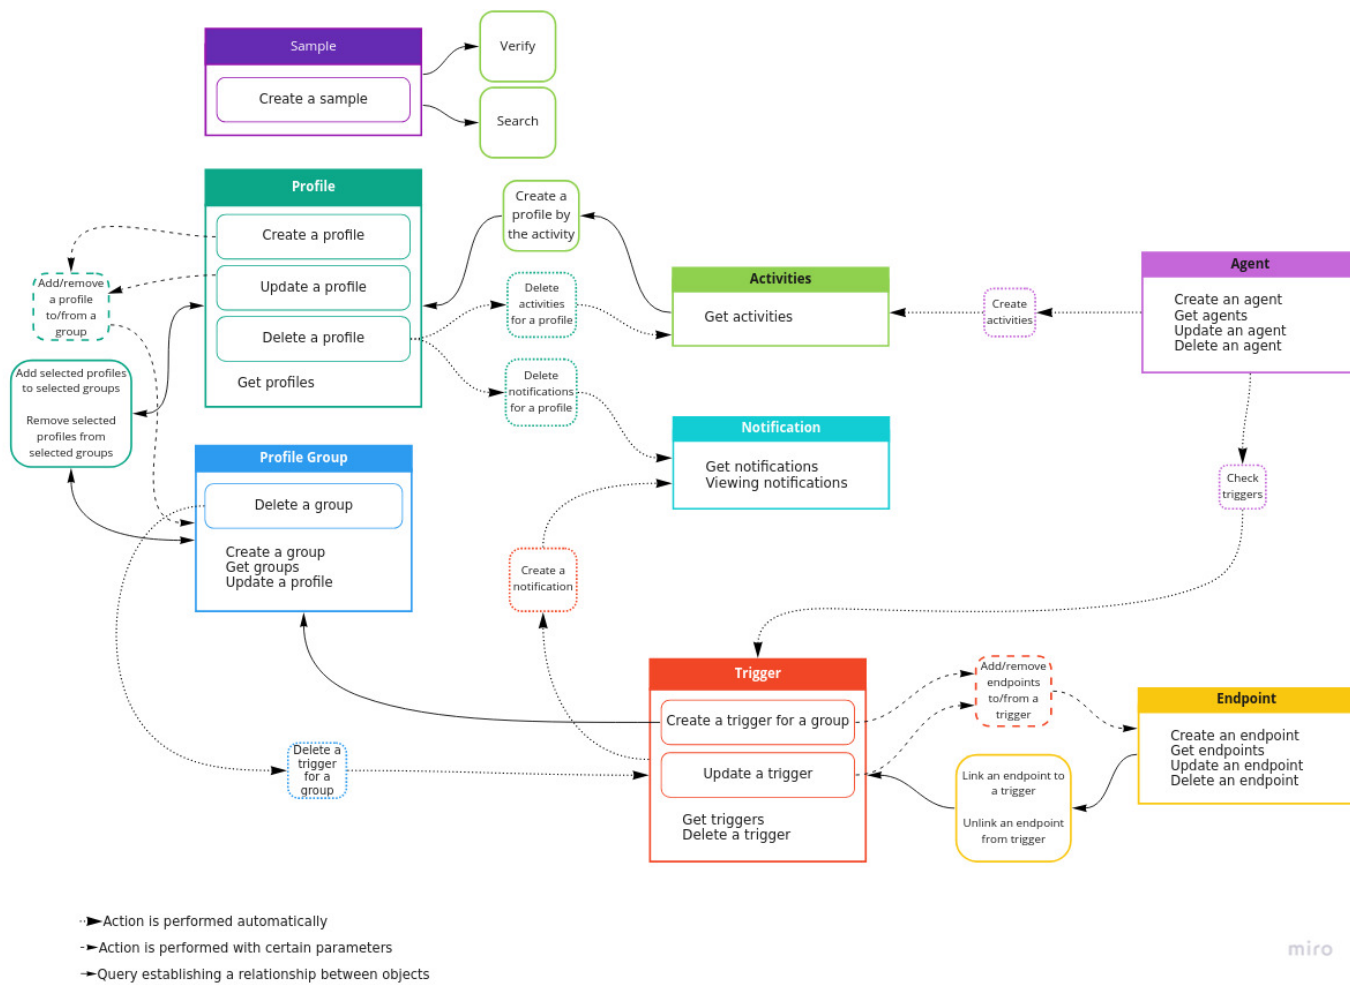 Sample
Create a sample
Verify
Search
Profile
Create a profile
Update a profile
Delete a profile
Get profiles
Create a
profile by
the activity
Add/remove
a profile
to/from a
group
Add selected profiles
to selected groups
Remove selected
profiles from
selected groups
Delete
activities
for a profile
Delete
notifications
for a profile
Activities
Get activities
Create
activities
Agent
Create an agent
Get agents
Update an agent
Delete an agent
Notification
Get notifications
Viewing notifications
Check
triggers
Profile Group
Delete a group
Create a group
Get groups
Update a profile
Create a
notification
Delete a
trigger
for a
group
Trigger
Create a trigger for a group
Update a trigger
Get triggers
Delete a trigger
Add/remove
endpoints
to/from a
trigger
Link an endpoint to
a trigger
Unlink an endpoint
from trigger
Endpoint
Create an endpoint
Get endpoints
Update an endpoint
Delete an endpoint
Action is performed automatically
Action is performed with certain parameters
Query establishing a relationship between objects
miro